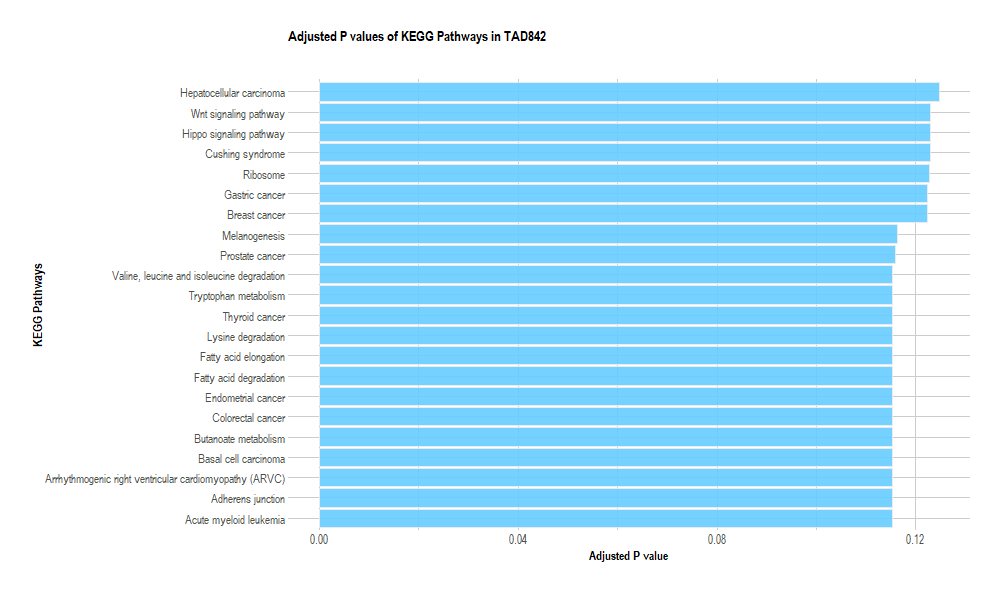 Adjusted P values of KEGG Pathways in TAD842
KEGG Pathways
Hepatocellular carcinoma
Wnt signaling pathway
Hippo signaling pathway
Cushing syndrome
Ribosome
Gastric cancer
Breast cancer
Melanogenesis
Prostate cancer
Valine, leucine and isoleucine degradation
Tryptophan metabolism
Thyroid cancer
Lysine degradation
Fatty acid elongation
Fatty acid degradation
Endometrial cancer
Colorectal cancer
Butanoate metabolism
Basal cell carcinoma
Arrhythmogenic right ventricular cardiomyopathy (ARVC)
Adherens junction
Acute myeloid leukemia
0.00 0.04 0.08 0.12
Adjusted P value